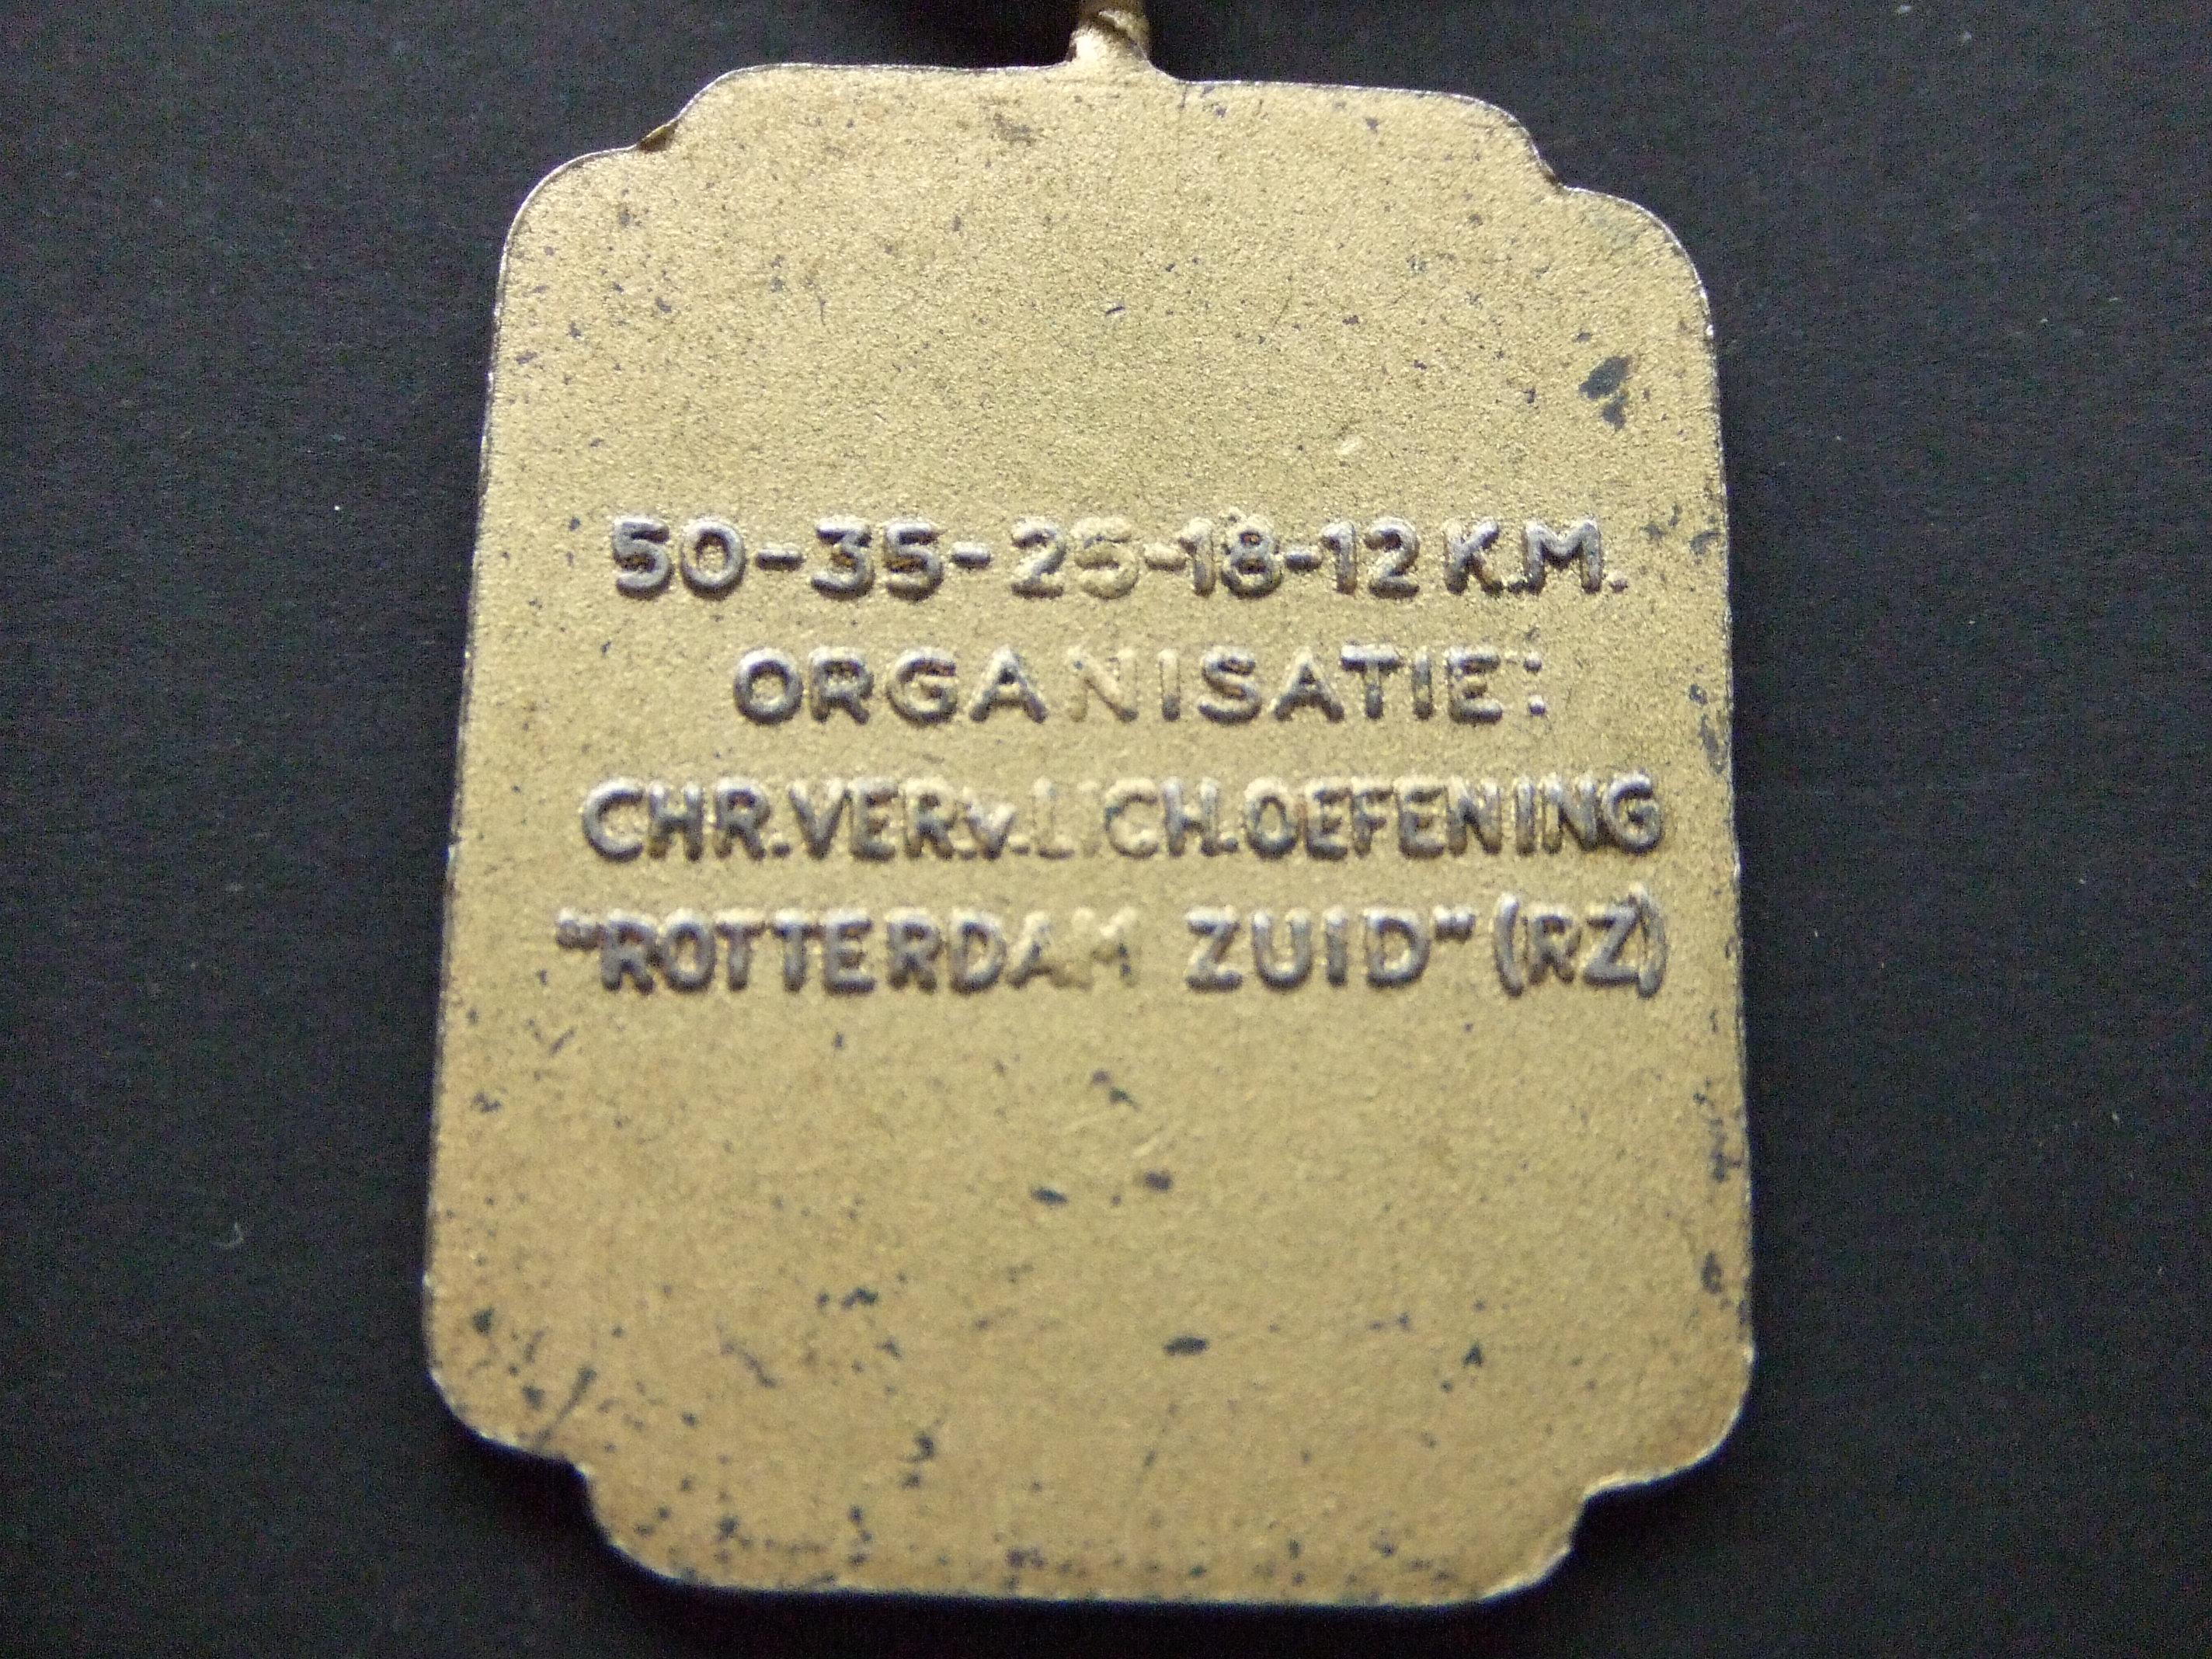 50-35-25-18-12 K.M.
ORGANISATIE:
CHR.VER.v.LICH.OEFENING
"ROTTERDAM ZUID" (RZ)